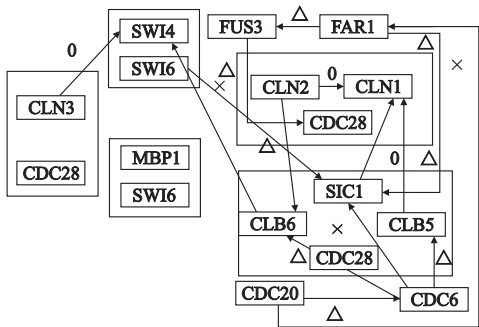 SWI4
FUS3
△
FAR1
0
SWI6
△
△
×
×
CLN2
0
CLN1
CLN3
CDC28
△
MBP1
0
△
CDC28
SWI6
SIC1
CLB6
×
CLB5
△
CDC28
△
CDC20
△
CDC6